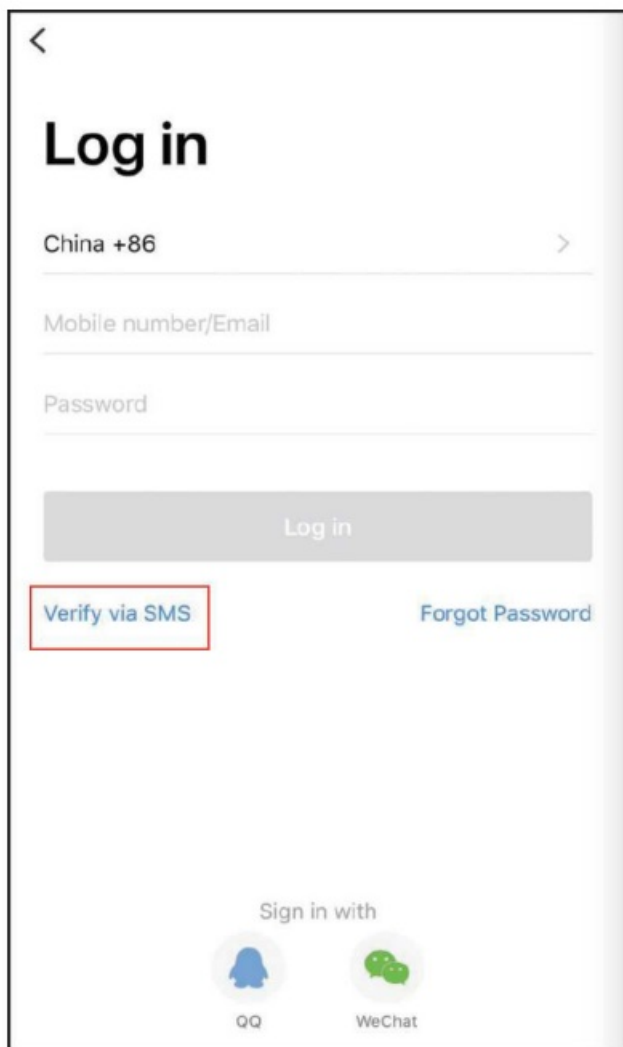 Log in
China +86
Mobile number/Email
Password
Log in
Verify via SMS
Forgot Password
Sign in with
QQ
WeChat